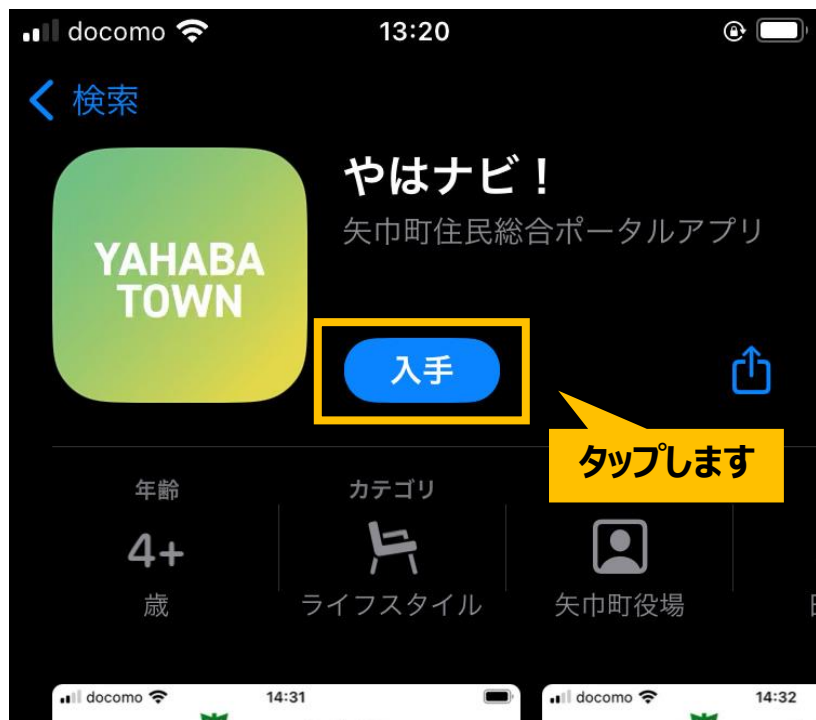 docomo 13:20
検索
やはナビ！
矢巾町住民総合ポータルアプリ
YAHABA
TOWN
入手
タップします
年齢 カテゴリ
4+
歳 ライフスタイル 矢巾町役場
docomo 14:31 docomo 14:32